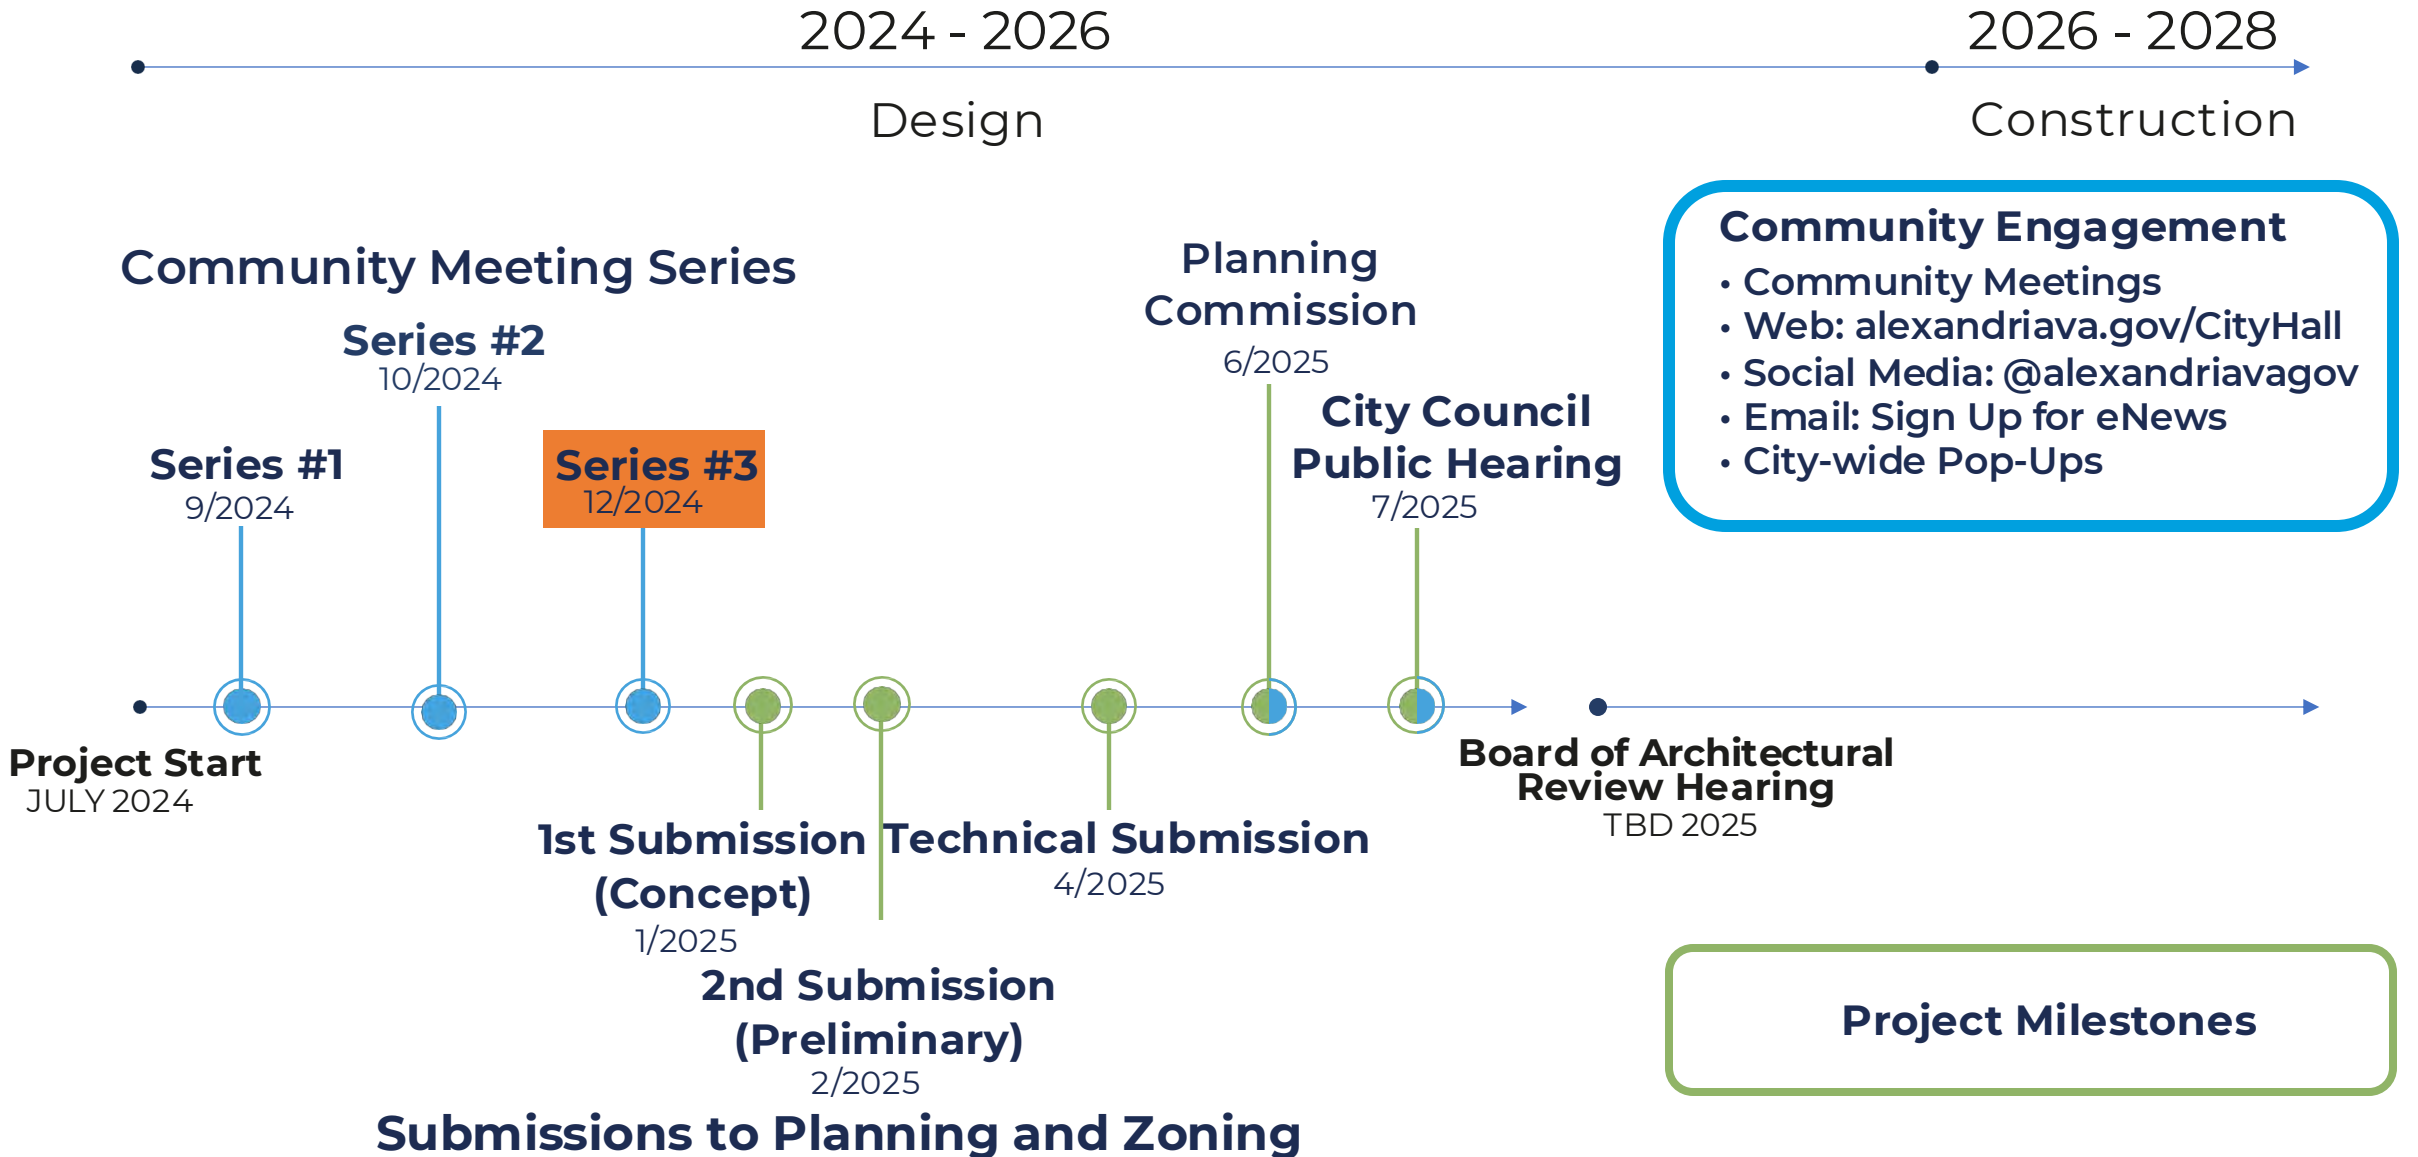 2024 - 2026
2026 - 2028
Design
Construction
Community Meeting Series
Series #1
9/2024
Series #2
10/2024
Series #3
12/2024
Planning
Commission
6/2025
City Council
Public Hearing
7/2025
Community Engagement
• Community Meetings
• Web: alexandriava.gov/CityHall
• Social Media: @alexandriavagov
• Email: Sign Up for eNews
• City-wide Pop-Ups
Project Start
JULY 2024
1st Submission
(Concept)
1/2025
2nd Submission
(Preliminary)
2/2025
Technical Submission
4/2025
Board of Architectural
Review Hearing
TBD 2025
Submissions to Planning and Zoning
Project Milestones